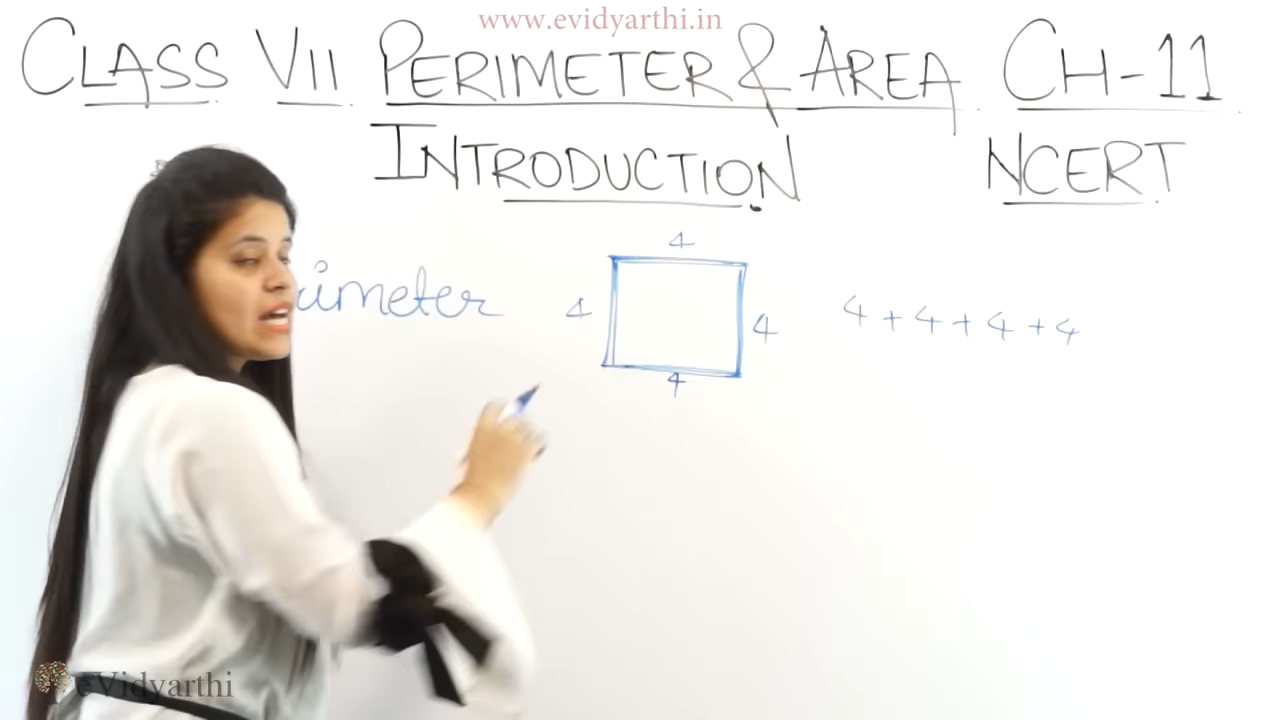 www.evidyarthi.in
CLASS VII PERIMETER & AREA CH-11
INTRODUCTION NCERT
4
4 4 4+4+4+4
4
eVidyarthi